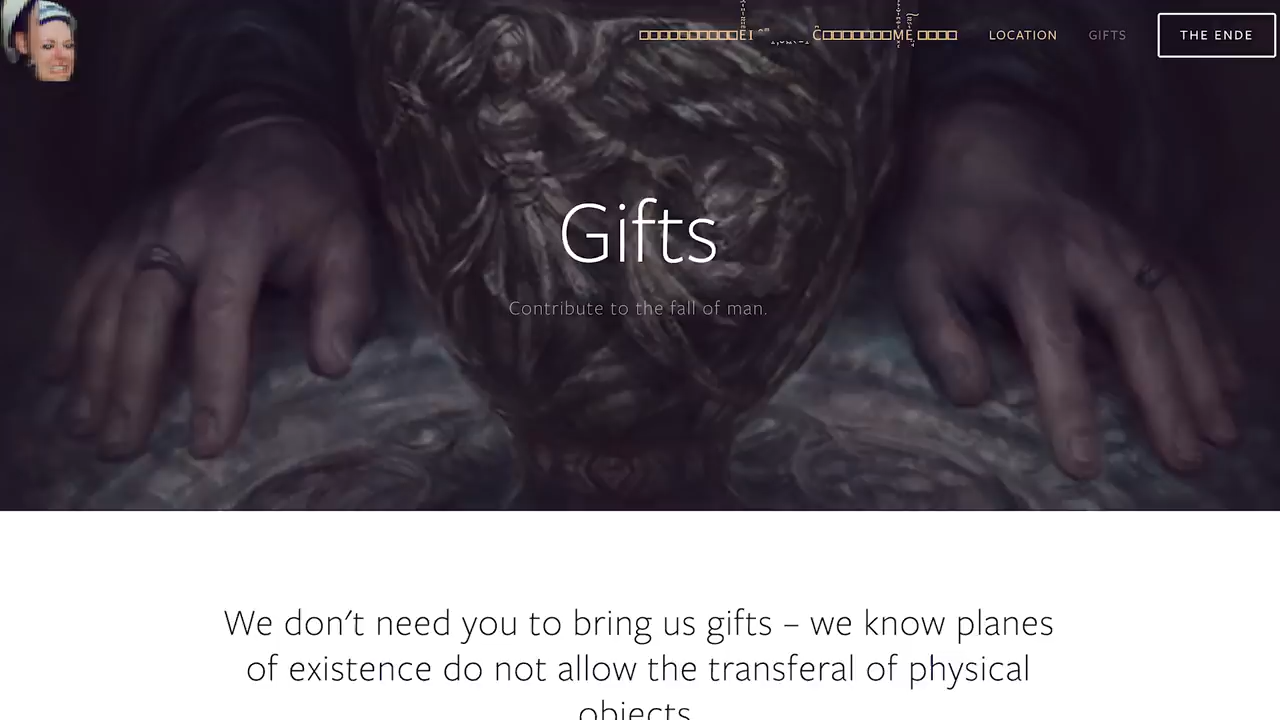 LOCATION
GIFTS
THE ENDE
Gifts
Contribute to the fall of man.
We don't need you to bring us gifts – we know planes
of existence do not allow the transferal of physical
objects